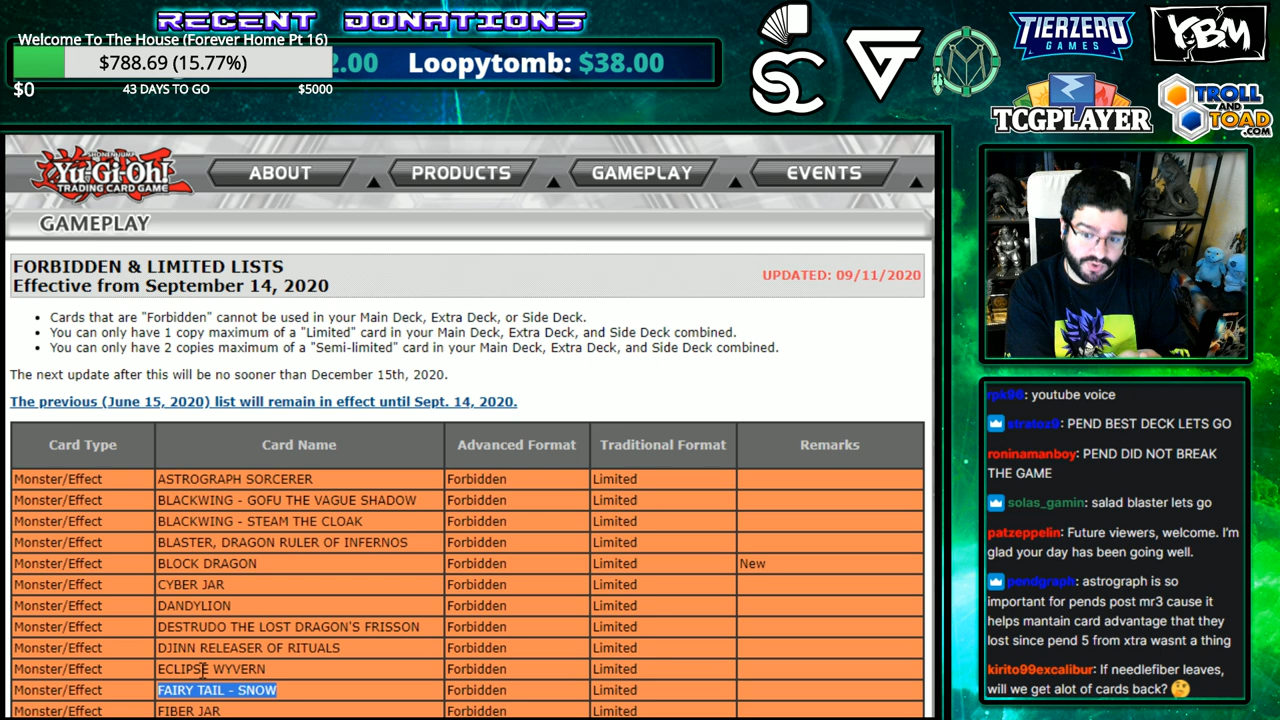 RECENT DONATIONS
Welcome To The House (Forever Home Pt 16)
$788.69 (15.77%)
2.00 Loopytomb: $38.00
$0 43 DAYS TO GO $5000
SC
TIERZERO
GAMES
YBM
TCGPLAYER
TROLL
AND
TOAD
.COM
SHONEN JUMP
Yu-Gi-Oh!
TRADING CARD GAME
ABOUT PRODUCTS GAMEPLAY EVENTS
GAMEPLAY
FORBIDDEN & LIMITED LISTS
Effective from September 14, 2020
UPDATED: 09/11/2020
• Cards that are "Forbidden" cannot be used in your Main Deck, Extra Deck, or Side Deck.
• You can only have 1 copy maximum of a "Limited" card in your Main Deck, Extra Deck, and Side Deck combined.
• You can only have 2 copies maximum of a "Semi-limited" card in your Main Deck, Extra Deck, and Side Deck combined.
The next update after this will be no sooner than December 15th, 2020.
The previous (June 15, 2020) list will remain in effect until Sept. 14, 2020.
Card Type Card Name Advanced Format Traditional Format Remarks
Monster/Effect ASTROGRAPH SORCERER Forbidden Limited
Monster/Effect BLACKWING - GOFU THE VAGUE SHADOW Forbidden Limited
Monster/Effect BLACKWING - STEAM THE CLOAK Forbidden Limited
Monster/Effect BLASTER, DRAGON RULER OF INFERNOS Forbidden Limited
Monster/Effect BLOCK DRAGON Forbidden Limited New
Monster/Effect CYBER JAR Forbidden Limited
Monster/Effect DANDYLION Forbidden Limited
Monster/Effect DESTRUDO THE LOST DRAGON'S FRISSON Forbidden Limited
Monster/Effect DJINN RELEASER OF RITUALS Forbidden Limited
Monster/Effect ECLIPSE WYVERN Forbidden Limited
Monster/Effect FAIRY TAIL - SNOW Forbidden Limited
Monster/Effect FIBER JAR Forbidden Limited
rpk96: youtube voice
stratoz9: PEND BEST DECK LETS GO
roninamanboy: PEND DID NOT BREAK
THE GAME
solas_gamin: salad blaster lets go
patzeppelin: Future viewers, welcome. I'm
glad your day has been going well.
pendgraph: astrograph is so
important for pends post mr3 cause it
helps mantain card advantage that they
lost since pend 5 from xtra wasnt a thing
kirito99excalibur: If needlefiber leaves,
will we get alot of cards back? 🤔